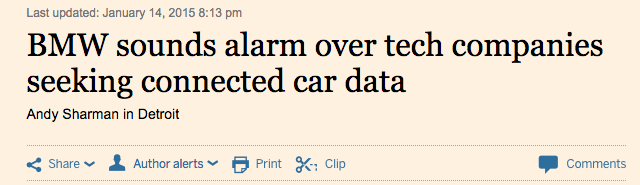 Last updated: January 14, 2015 8:13 pm
BMW sounds alarm over tech companies
seeking connected car data
Andy Sharman in Detroit
Share Author alerts Print Clip Comments